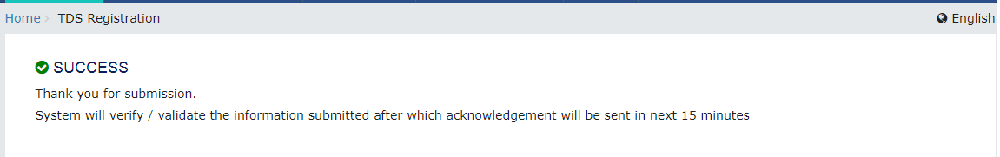 Home › TDS Registration English
SUCCESS
Thank you for submission.
System will verify / validate the information submitted after which acknowledgement will be sent in next 15 minutes